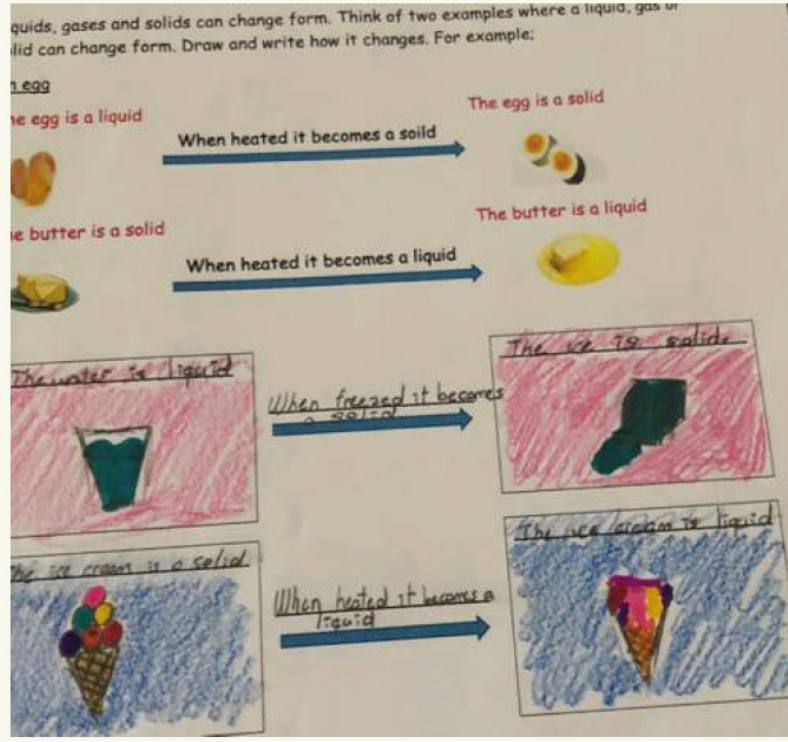 quids, gases and solids can change form. Think of two examples where a liquid, gas or
lid can change form. Draw and write how it changes. For example:
n egg
he egg is a liquid
When heated it becomes a soild
The egg is a solid
he butter is a solid
When heated it becomes a liquid
The butter is a liquid
The water is liquid
When freezed it becomes
a solid
The ice is solid.
The ice cream is a solid
When heated it becomes a
liquid
The ice cream is liquid